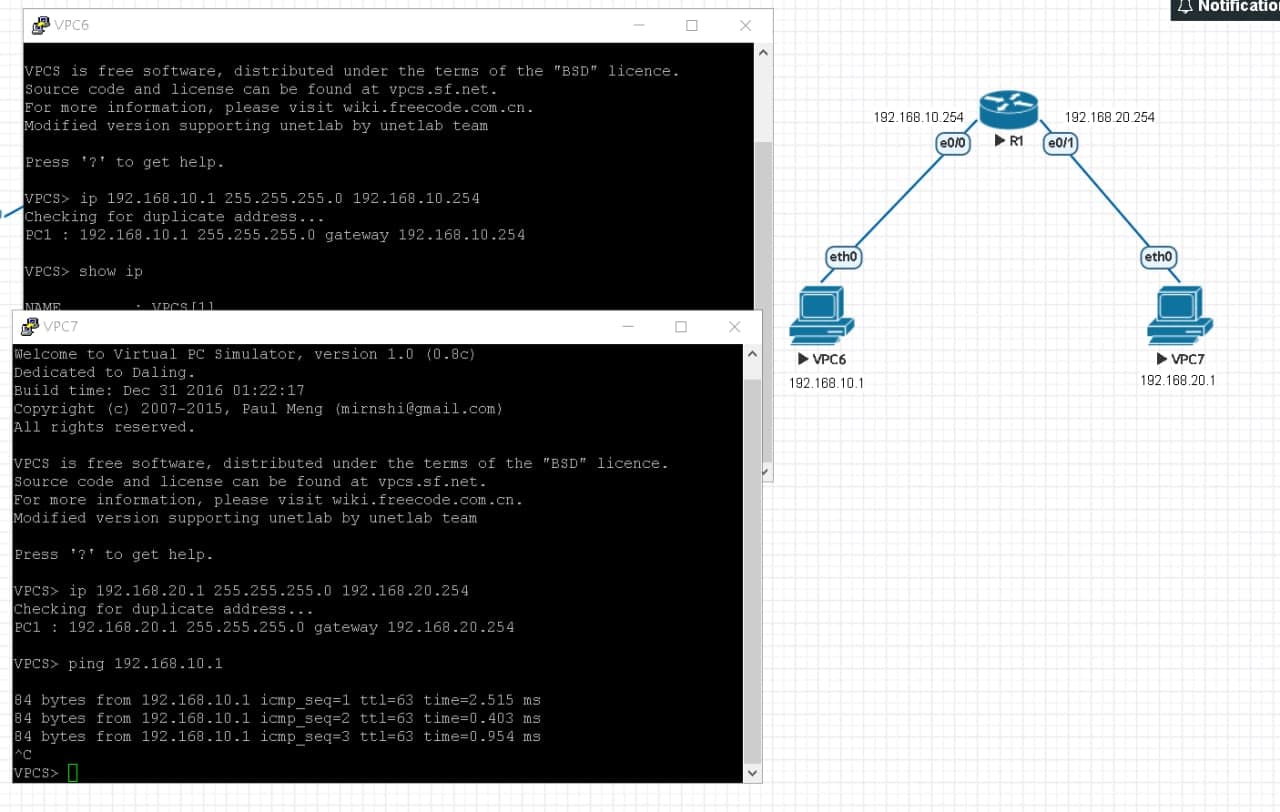 VPC6
VPCS is free software, distributed under the terms of the "BSD" licence.
Source code and license can be found at vpcs.sf.net.
For more information, please visit wiki.freecode.com.cn.
Modified version supporting unetlab by unetlab team
Press '?' to get help.
VPCS> ip 192.168.10.1 255.255.255.0 192.168.10.254
Checking for duplicate address...
PC1 : 192.168.10.1 255.255.255.0 gateway 192.168.10.254
VPCS> show ip
NAME : VPCS[1]
VPC7
Welcome to Virtual PC Simulator, version 1.0 (0.8c)
Dedicated to Daling.
Build time: Dec 31 2016 01:22:17
Copyright (c) 2007-2015, Paul Meng (mirnshi@gmail.com)
All rights reserved.
VPCS is free software, distributed under the terms of the "BSD" licence.
Source code and license can be found at vpcs.sf.net.
For more information, please visit wiki.freecode.com.cn.
Modified version supporting unetlab by unetlab team
Press '?' to get help.
VPCS> ip 192.168.20.1 255.255.255.0 192.168.20.254
Checking for duplicate address...
PC1 : 192.168.20.1 255.255.255.0 gateway 192.168.20.254
VPCS> ping 192.168.10.1
84 bytes from 192.168.10.1 icmp_seq=1 ttl=63 time=2.515 ms
84 bytes from 192.168.10.1 icmp_seq=2 ttl=63 time=0.403 ms
84 bytes from 192.168.10.1 icmp_seq=3 ttl=63 time=0.954 ms
^C
VPCS>
192.168.10.254
192.168.20.254
e0/0
R1
e0/1
eth0
eth0
VPC6
VPC7
192.168.10.1
192.168.20.1